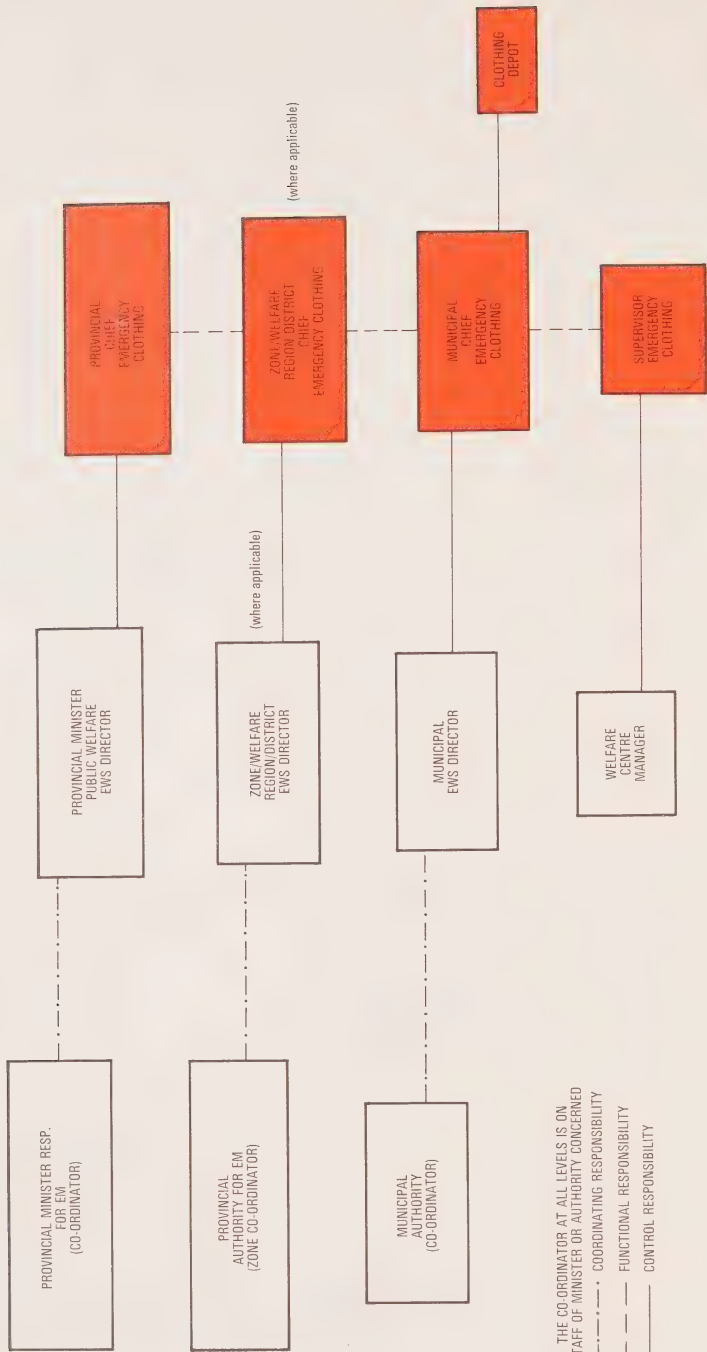 PROVINCIAL MINISTER RESP.
FOR EM
(CO-ORDINATOR)
PROVINCIAL MINISTER
PUBLIC WELFARE
EWS DIRECTOR
PROVINCIAL
CHIEF
EMERGENCY
CLOTHING
PROVINCIAL
AUTHORITY FOR EM
(ZONE CO-ORDINATOR)
ZONE/WELFARE
REGION/DISTRICT
EWS DIRECTOR
(where applicable)
ZONE/WELFARE
REGION DISTRICT
CHIEF
EMERGENCY CLOTHING
(where applicable)
MUNICIPAL
AUTHORITY
(CO-ORDINATOR)
MUNICIPAL
EWS DIRECTOR
MUNICIPAL
CHIEF
EMERGENCY
CLOTHING
CLOTHING
DEPOT
WELFARE
CENTRE
MANAGER
SUPERVISOR
EMERGENCY
CLOTHING
THE CO-ORDINATOR AT ALL LEVELS IS ON
TAFF OF MINISTER OR AUTHORITY CONCERNED
COORDINATING RESPONSIBILITY
FUNCTIONAL RESPONSIBILITY
CONTROL RESPONSIBILITY